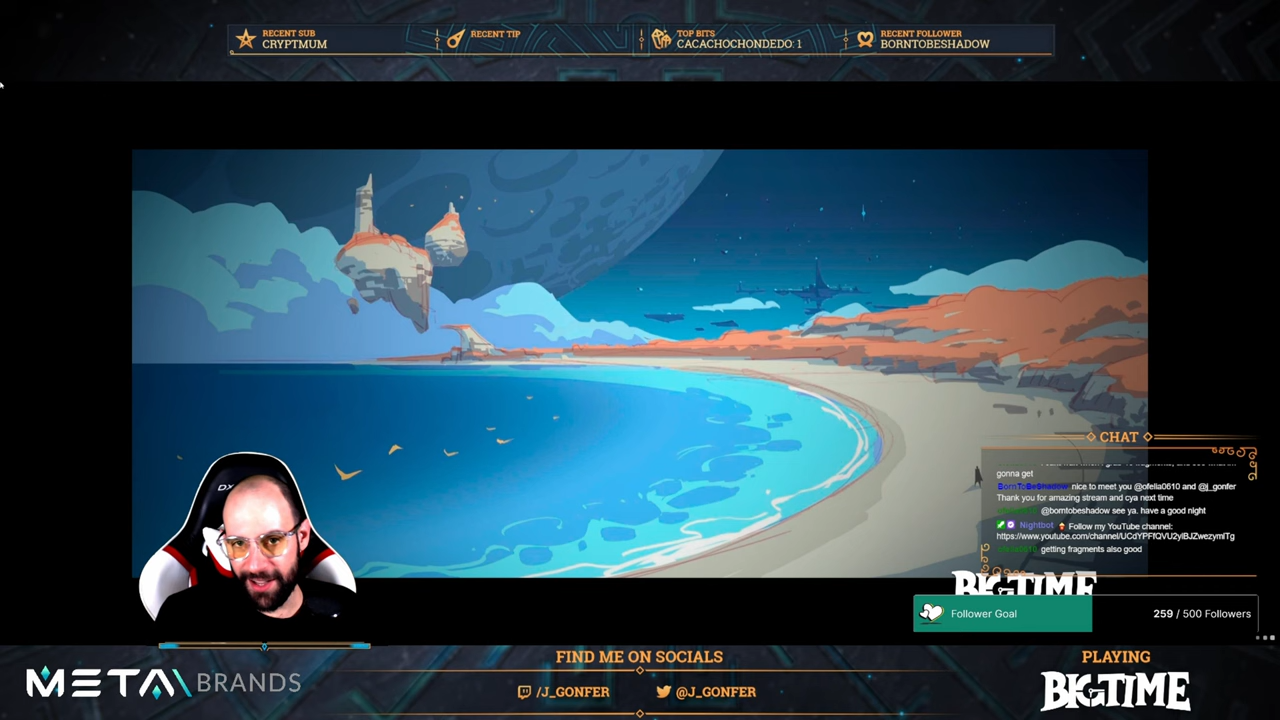 RECENT SUB
CRYPTMUM
RECENT TIP
TOP BITS
CACACHOCHONDEDO: 1
RECENT FOLLOWER
BORNTOBESHADOW
DX
CHAT
gonna get
BornToBeShadow nice to meet you @ofelia0610 and @j_gonfer
Thank you for amazing stream and cya next time
@borntobeshadow see ya. have a good night
Nightbot Follow my YouTube channel:
https://www.youtube.com/channel/UCdYPFfQVU2yiBJZwezymlTg
getting fragments also good
BIGTIME
Follower Goal
259 / 500 Followers
FIND ME ON SOCIALS
/J_GONFER
@J_GONFER
PLAYING
BIGTIME
META BRANDS